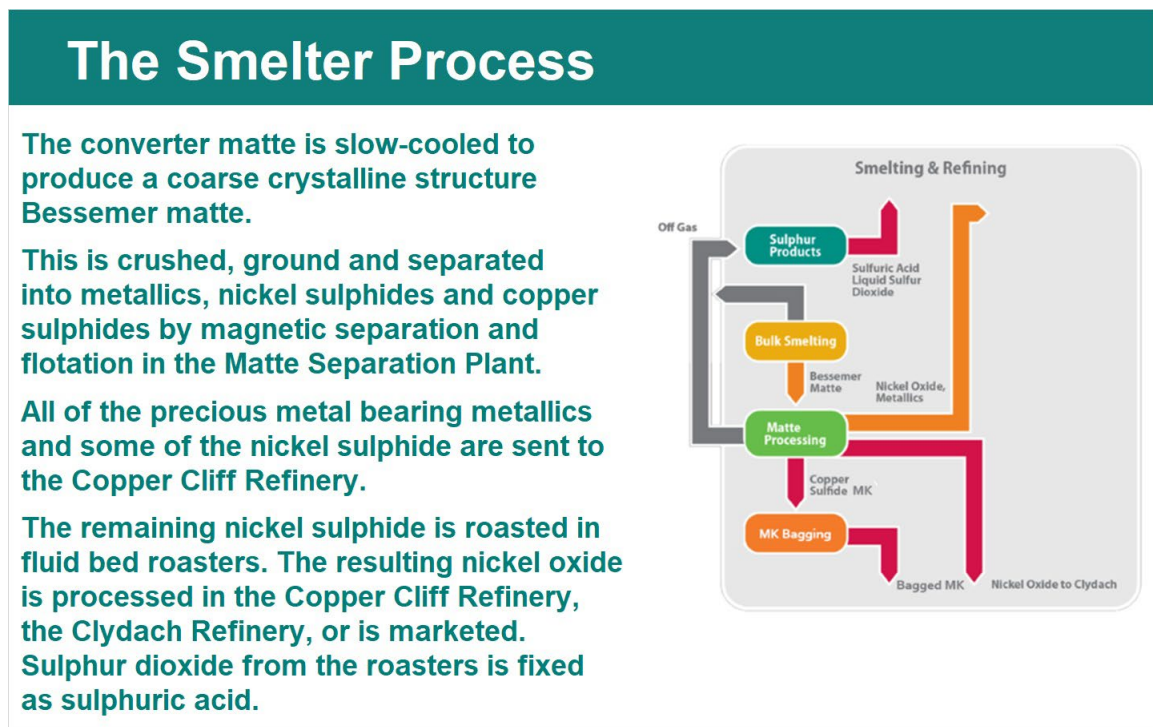 The Smelter Process
The converter matte is slow-cooled to
produce a coarse crystalline structure
Bessemer matte.
This is crushed, ground and separated
into metallics, nickel sulphides and copper
sulphides by magnetic separation and
flotation in the Matte Separation Plant.
All of the precious metal bearing metallics
and some of the nickel sulphide are sent to
the Copper Cliff Refinery.
The remaining nickel sulphide is roasted in
fluid bed roasters. The resulting nickel oxide
is processed in the Copper Cliff Refinery,
the Clydach Refinery, or is marketed.
Sulphur dioxide from the roasters is fixed
as sulphuric acid.
Smelting & Refining
Off Gas
Sulphur
Products
Sulfuric Acid
Liquid Sulfur
Dioxide
Bulk Smelting
Bessemer
Matte
Nickel Oxide,
Metallics
Matte
Processing
Copper
Sulfide MK
MK Bagging
Bagged MK
Nickel Oxide to Clydach